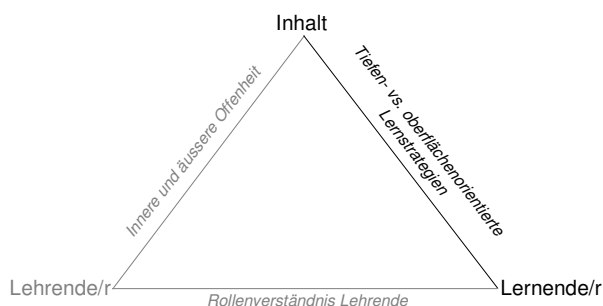 Inhalt
Innere und äussere Offenheit
Tiefen- vs. oberflächenorientierte
Lernstrategien
Lehrende/r
Lernende/r
Rollenverständnis Lehrende